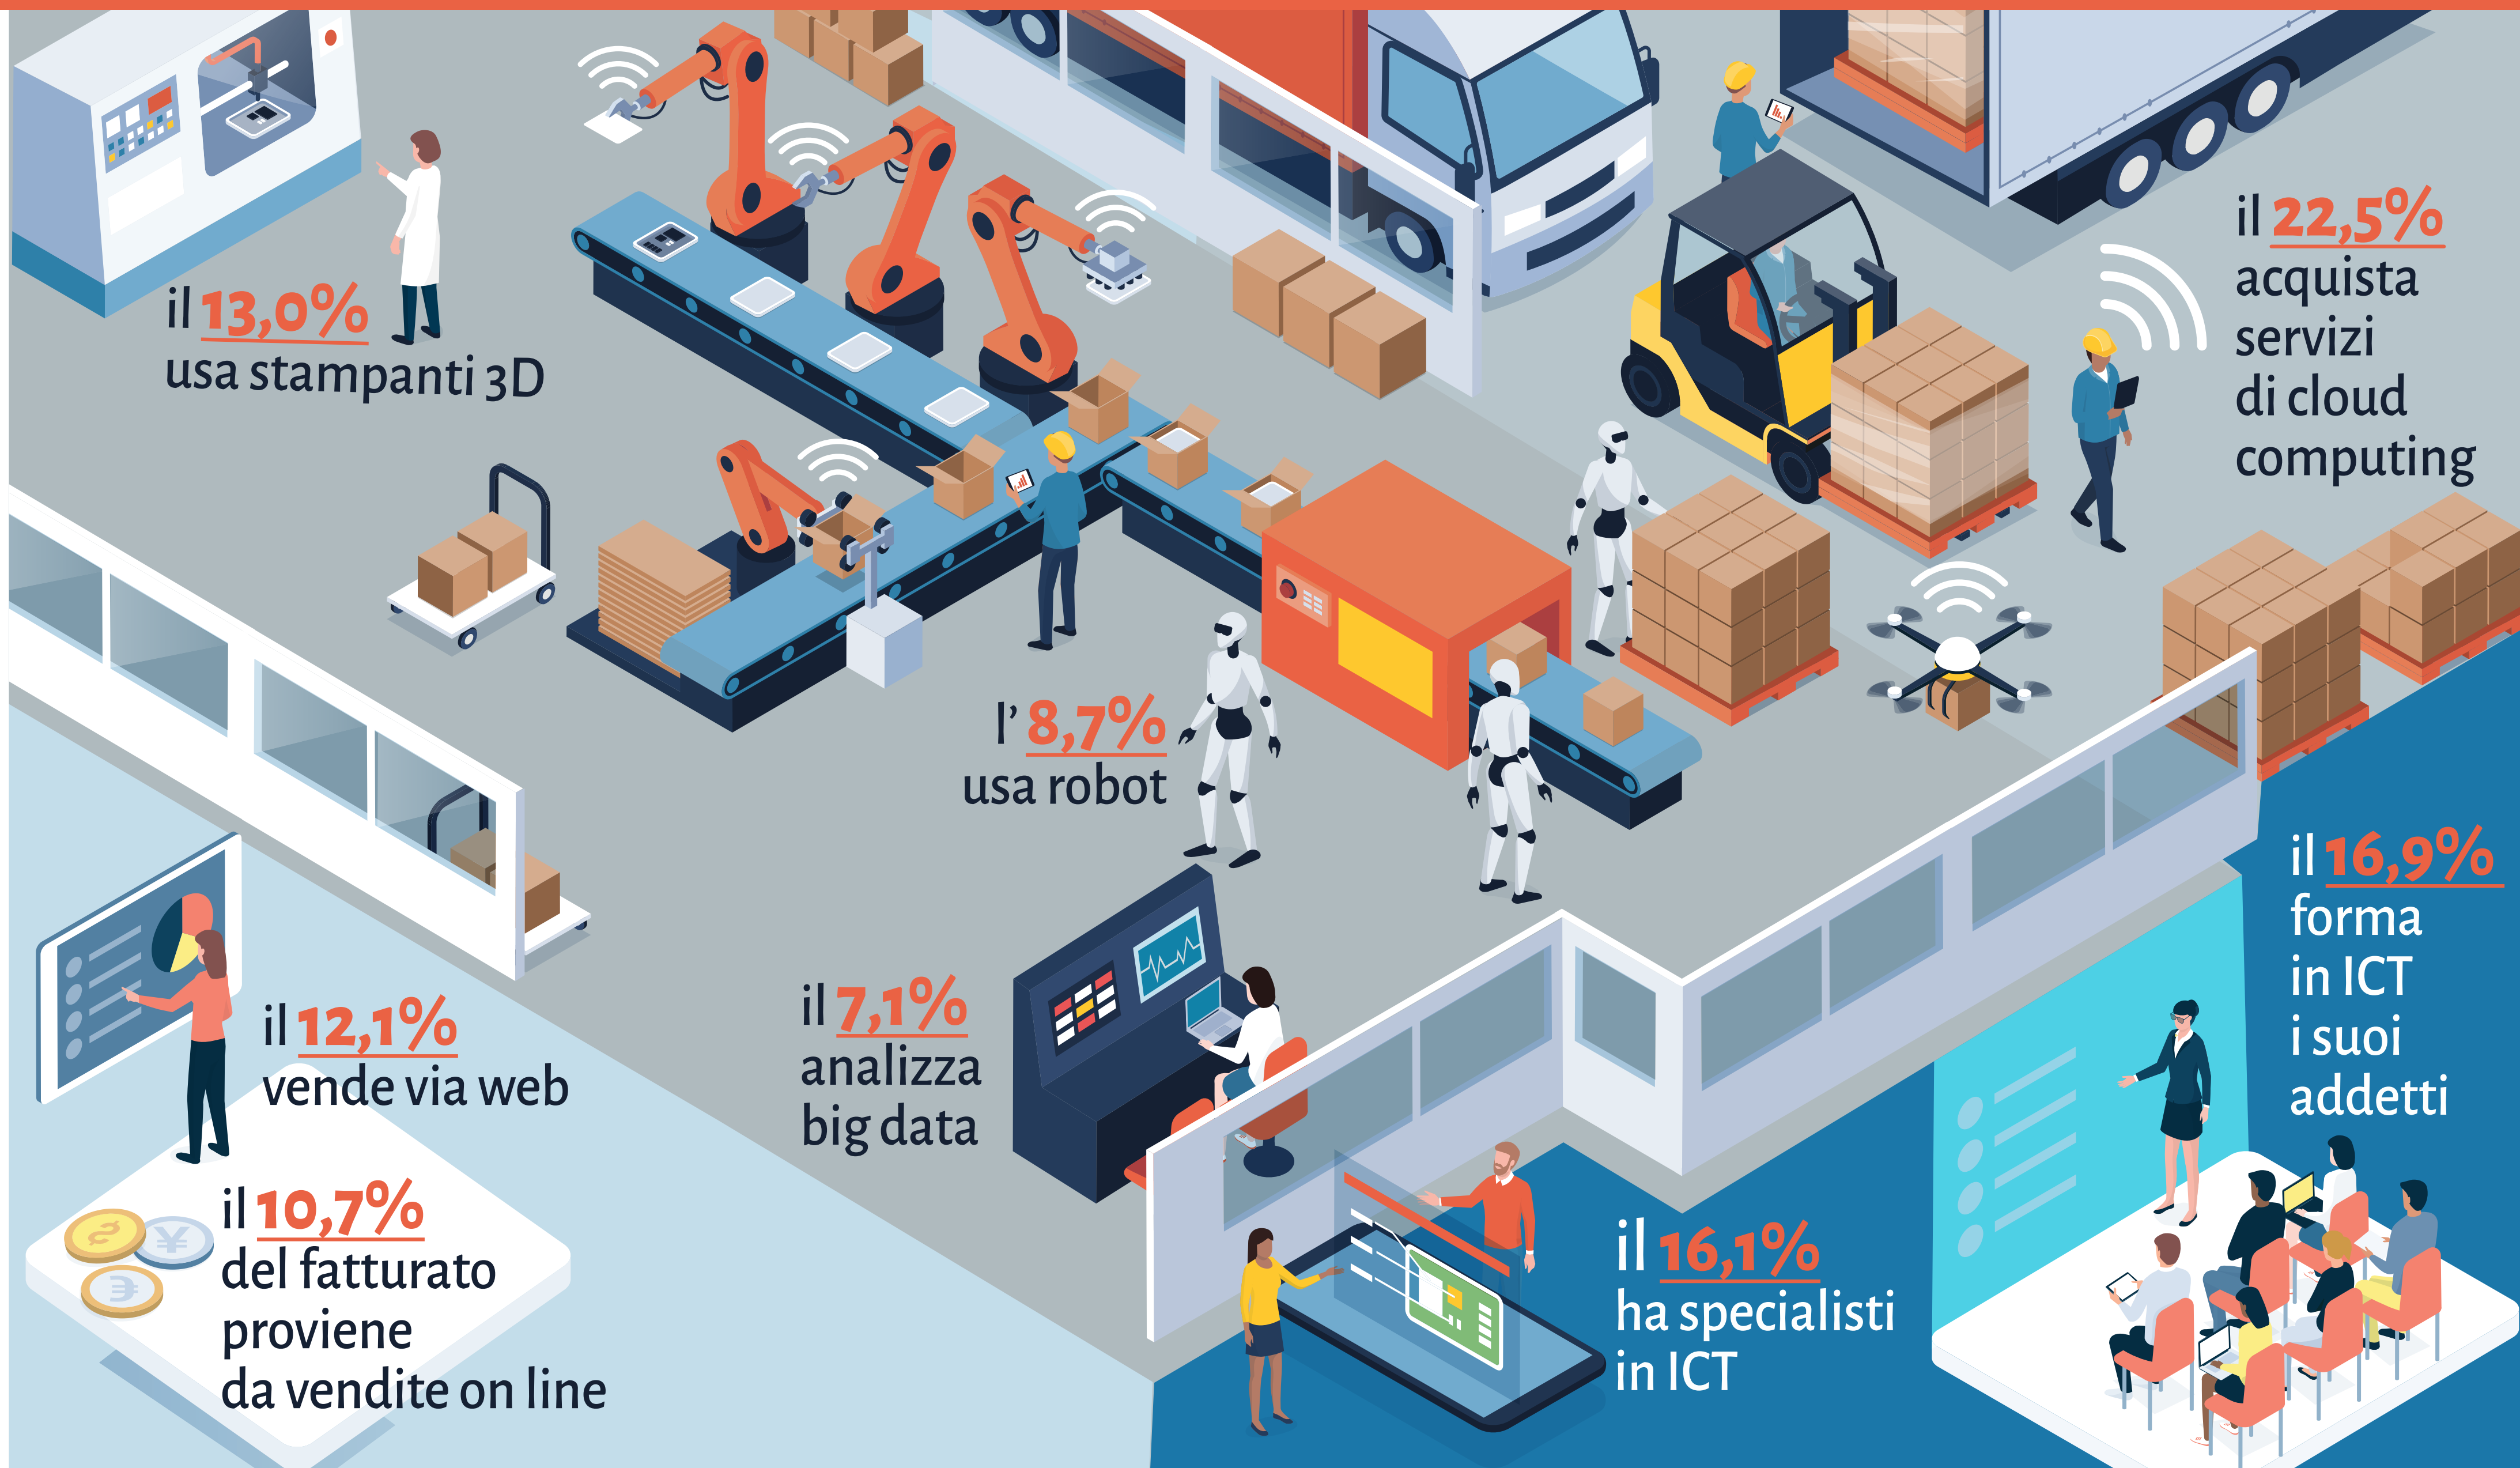 il 13,0%
usa stampanti 3D
il 22,5%
acquista
servizi
di cloud
computing
l' 8,7%
usa robot
il 12,1%
vende via web
il 7,1%
analizza
big data
il 16,9%
forma
in ICT
i suoi
addetti
il 10,7%
del fatturato
proviene
da vendite on line
il 16,1%
ha specialisti
in ICT